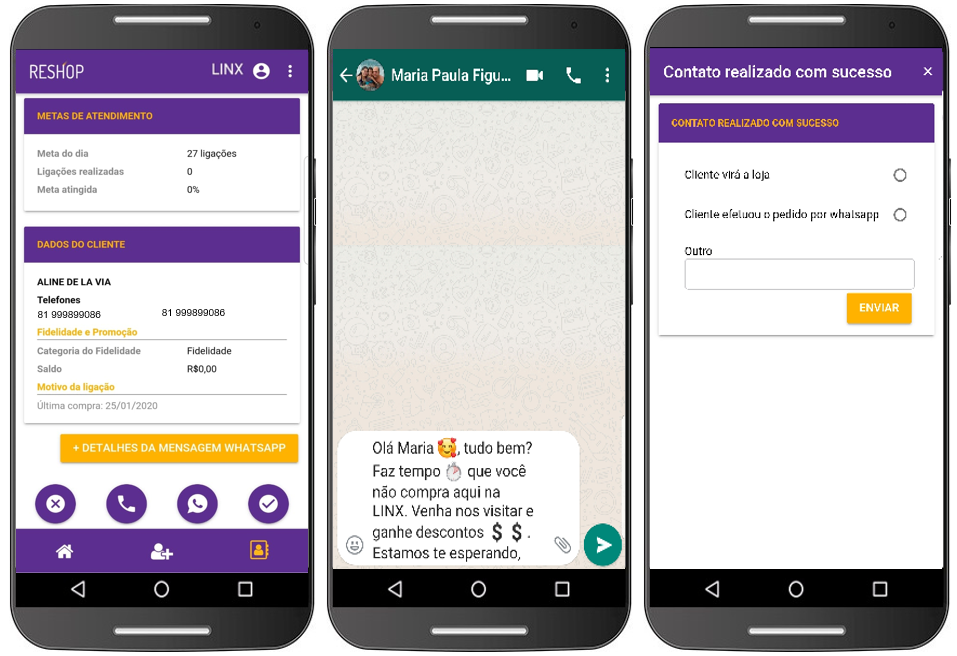 RESHOP
LINX
METAS DE ATENDIMENTO
Meta do dia 27 ligações
Ligações realizadas 0
Meta atingida 0%
DADOS DO CLIENTE
ALINE DE LA VIA
Telefones
81 999899086 81 999899086
Fidelidade e Promoção
Categoria do Fidelidade Fidelidade
Saldo R$0,00
Motivo da ligação
Última compra: 25/01/2020
+ DETALHES DA MENSAGEM WHATSAPP
Maria Paula Figu...
Olá Maria 🥰, tudo bem?
Faz tempo ⏱ que você
não compra aqui na
LINX. Venha nos visitar e
ganhe descontos 💲 💲.
Estamos te esperando,
Contato realizado com sucesso ×
CONTATO REALIZADO COM SUCESSO
Cliente virá a loja
Cliente efetuou o pedido por whatsapp
Outro
ENVIAR